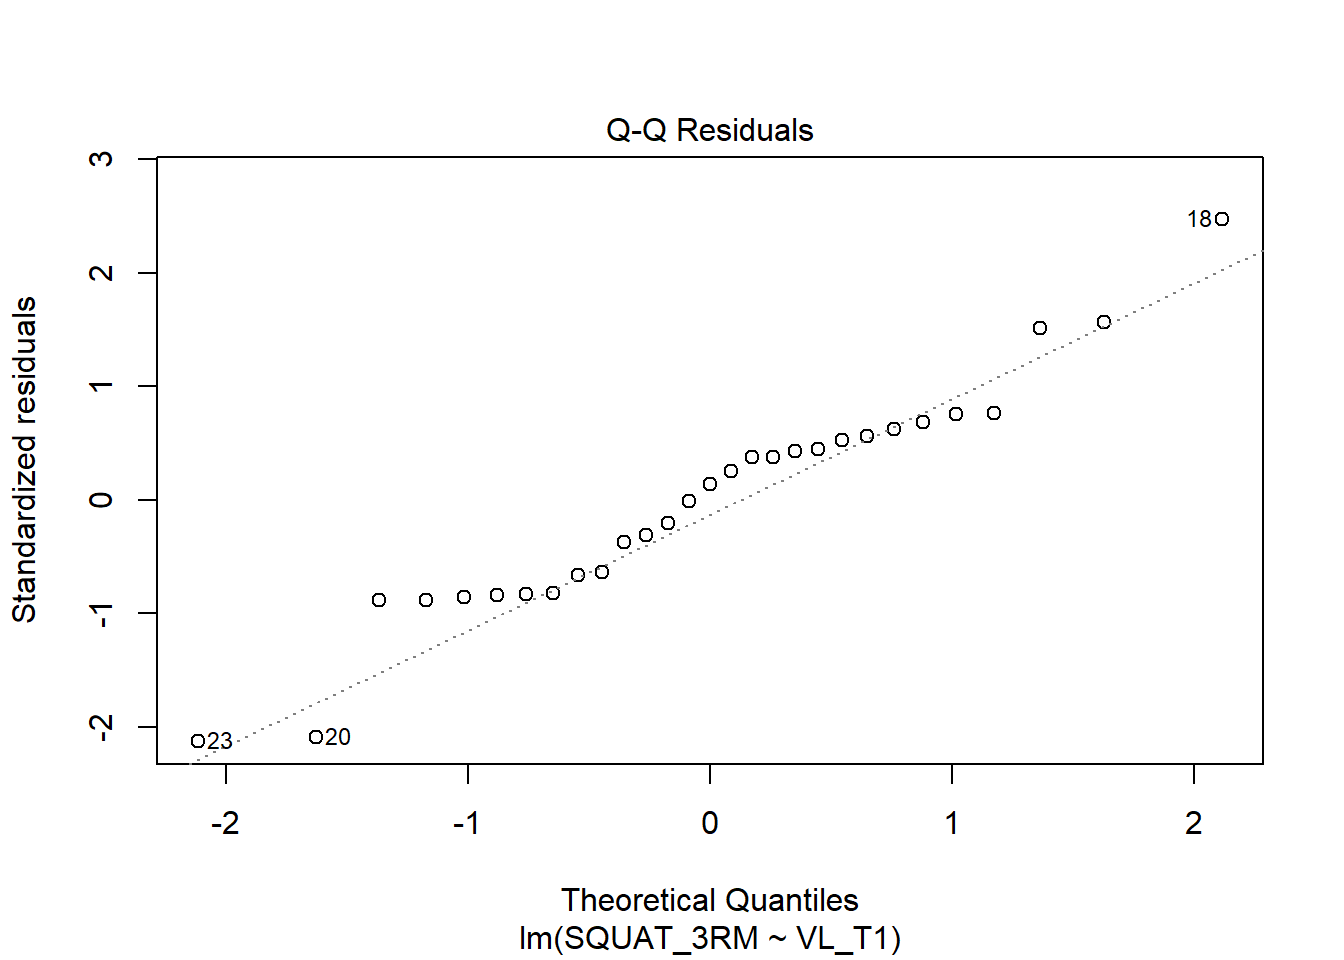 Q-Q Residuals
Standardized residuals
3
2
1
0
-1
-2
18
23
20
-2 -1 0 1 2
Theoretical Quantiles
lm(SQUAT_3RM ~ VL_T1)